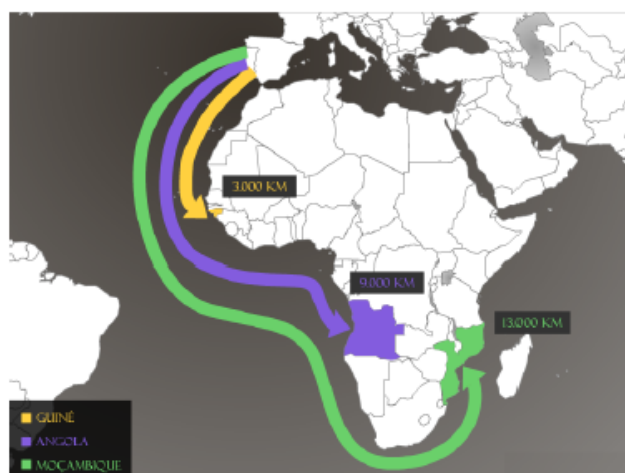 3.000 KM
9.000 KM
13.000 KM
GUINÉ
ANGOLA
MOÇAMBIQUE